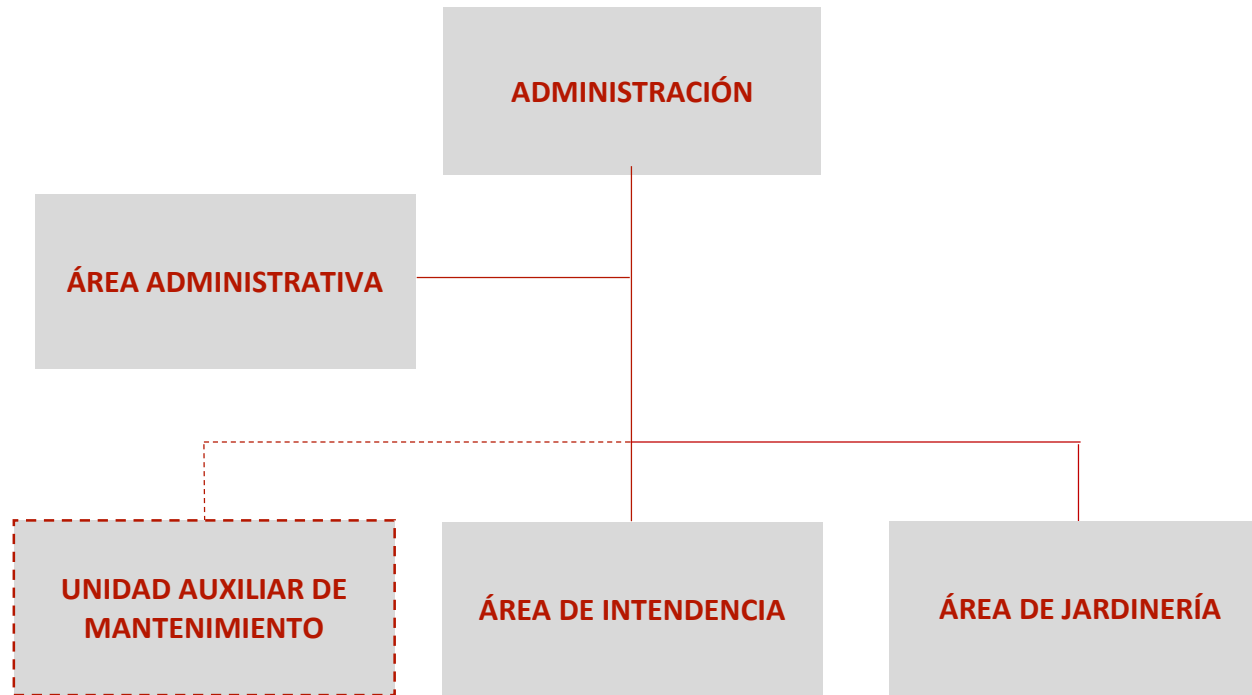 ADMINISTRACIÓN
ÁREA ADMINISTRATIVA
UNIDAD AUXILIAR DE
MANTENIMIENTO
ÁREA DE INTENDENCIA
ÁREA DE JARDINERÍA